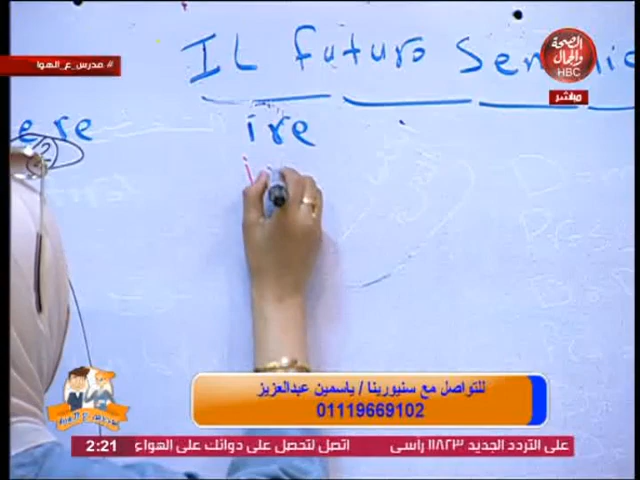 # مدرس_ع_الهوا
الصحة
والجمال
HBC
مباشر
IL futuro Sem
ere
ire
للتواصل مع سنيورينا / ياسمين عبدالعزيز
01119669102
على التردد الجديد ١١٨٢٣ رأسى
اتصل لتحصل على دوائك على الهواء
2:21